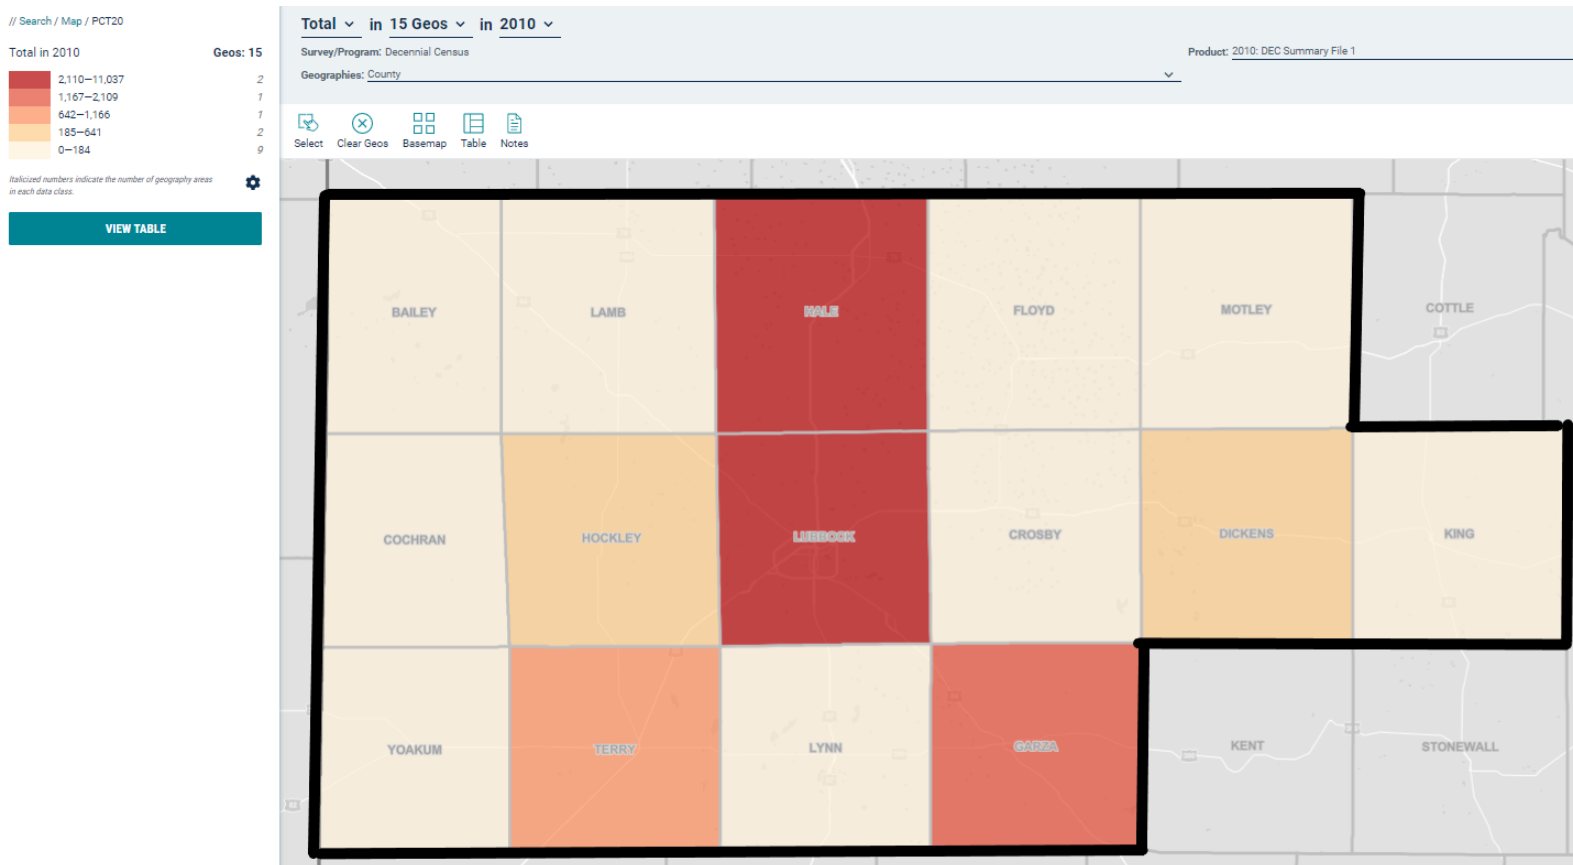 // Search / Map / PCT20
Total in 2010
Geos: 15
2,110—11,037 2
1,167—2,109 1
642—1,166 1
185—641 2
0—184 9
Italicized numbers indicate the number of geography areas
in each data class.
VIEW TABLE
Total in 15 Geos in 2010
Survey/Program: Decennial Census
Product: 2010: DEC Summary File 1
Geographies: County
Select Clear Geos Basemap Table Notes
BAILEY LAMB HALE FLOYD MOTLEY COTTLE
COCHRAN HOCKLEY LUBBOCK CROSBY DICKENS KING
YOAKUM TERRY LYNN GARZA KENT STONEWALL